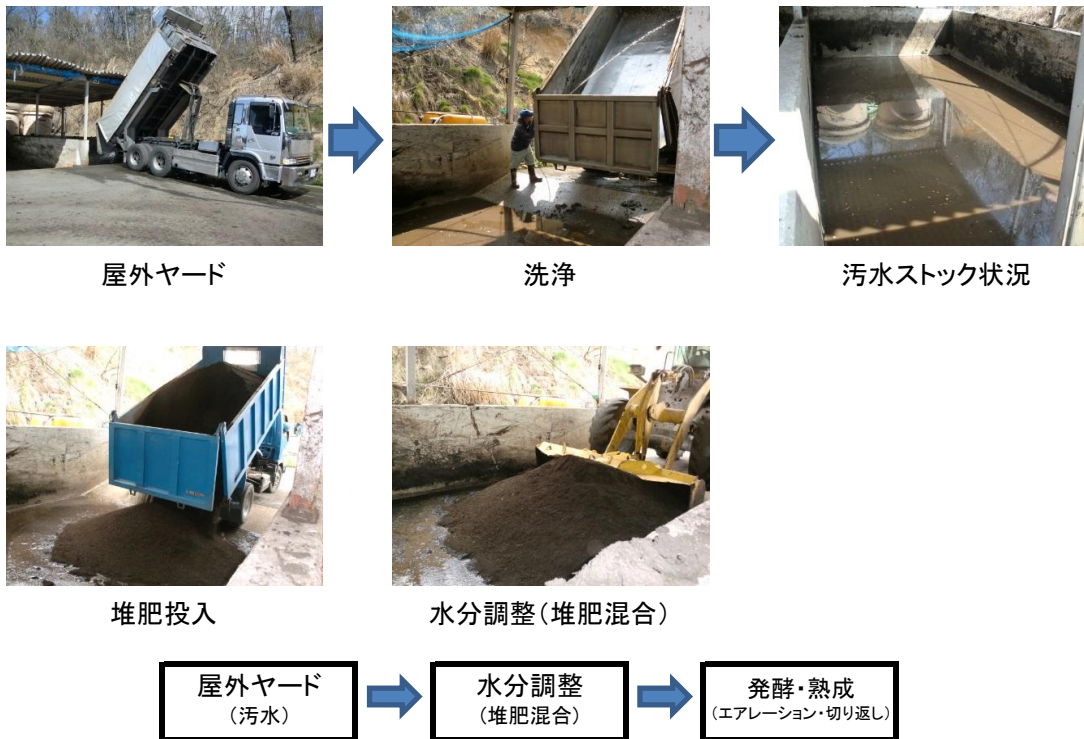 屋外ヤード
洗浄
汚水ストック状況
堆肥投入
水分調整（堆肥混合）
屋外ヤード
（汚水）
水分調整
（堆肥混合）
発酵・熟成
（エアレーション・切り返し）